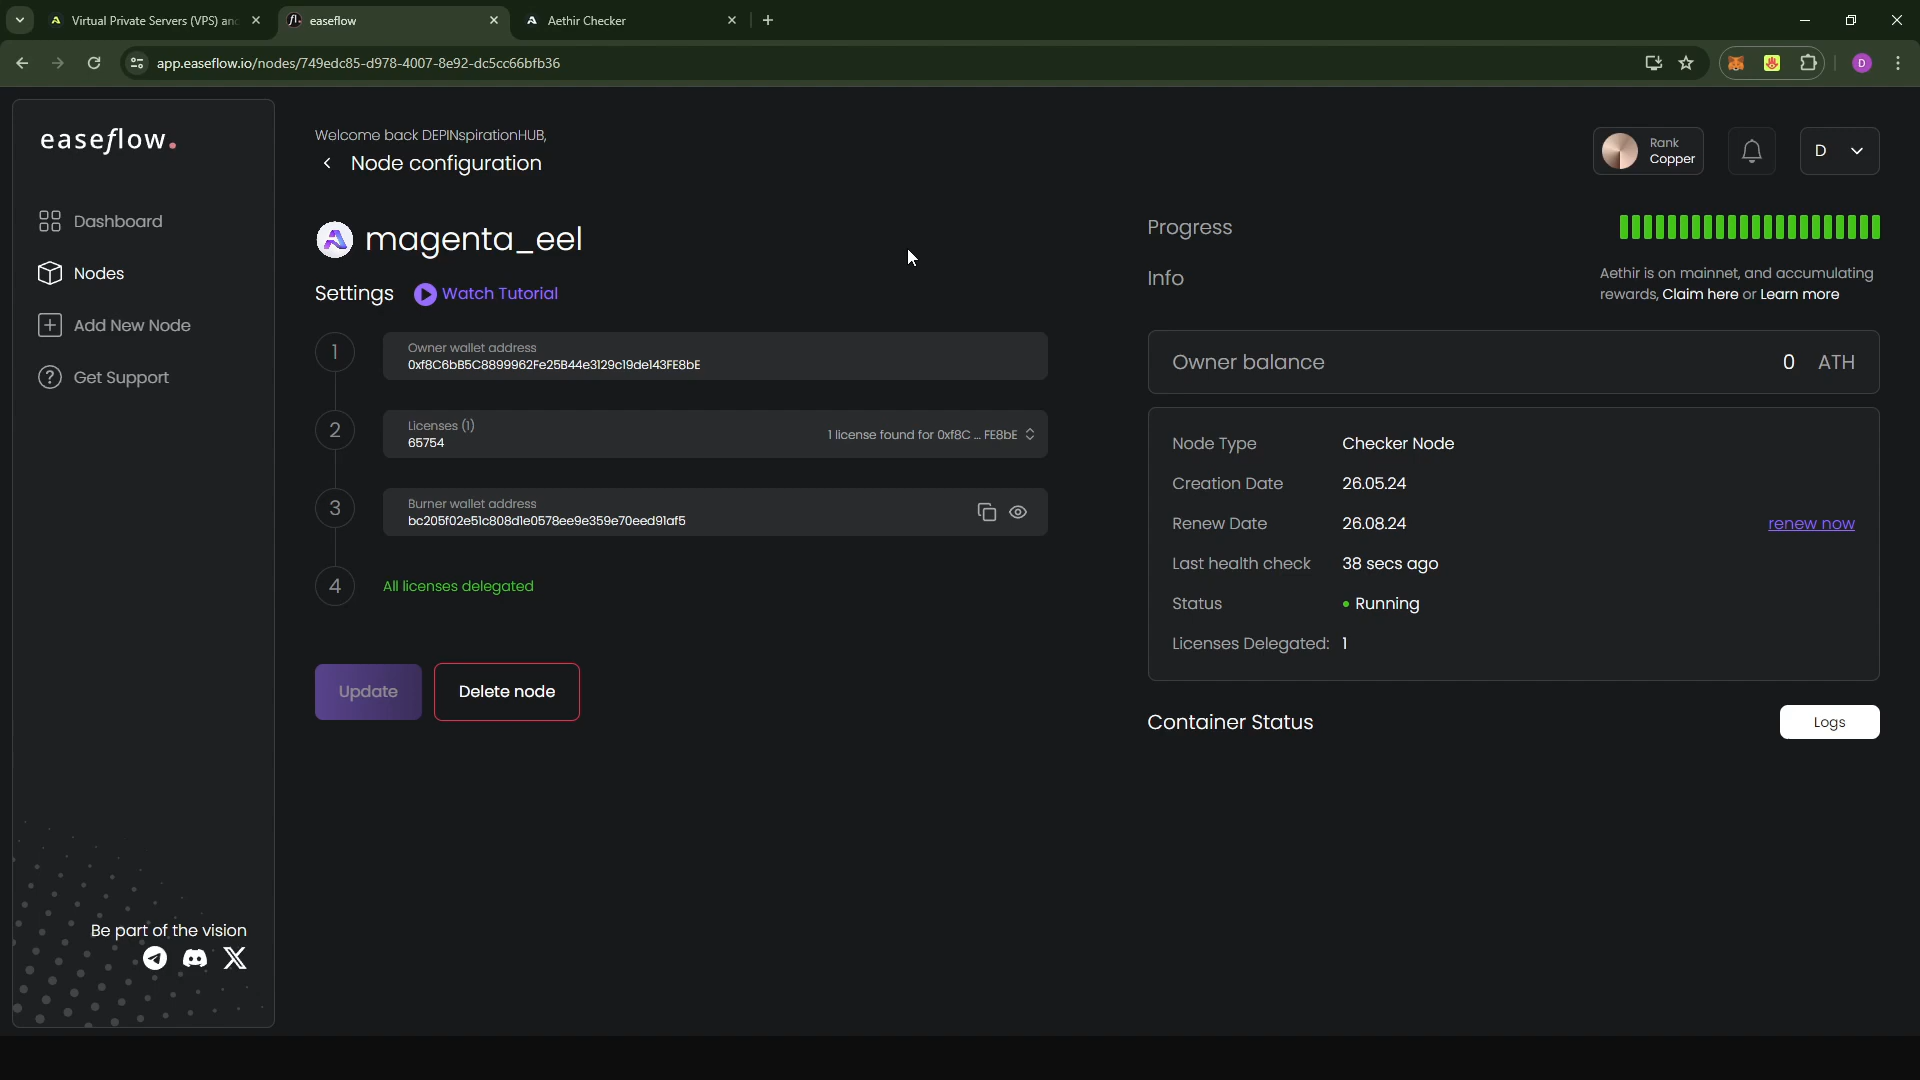 Virtual Private Servers (VPS) and
easeflow
Aethir Checker
app.easeflow.io/nodes/749edc85-d978-4007-8e92-dc5cc66bfb36
D
easeflow.
Dashboard
Nodes
Add New Node
Get Support
Be part of the vision
Welcome back DEPINspirationHUB,
Node configuration
Rank
Copper
D
magenta_eel
Settings
Watch Tutorial
1
Owner wallet address
0xf8C6bB5C8899962Fe25B44e3129c19de143FE8bE
2
Licenses (1)
65754
1 license found for 0xf8C ... FE8bE
3
Burner wallet address
bc205f02e51c808d1e0578ee9e359e70eed91af5
4
All licenses delegated
Update
Delete node
Progress
Info
Aethir is on mainnet, and accumulating
rewards, Claim here or Learn more
Owner balance
0 ATH
Node Type
Checker Node
Creation Date
26.05.24
Renew Date
26.08.24
renew now
Last health check
38 secs ago
Status
Running
Licenses Delegated:
1
Container Status
Logs